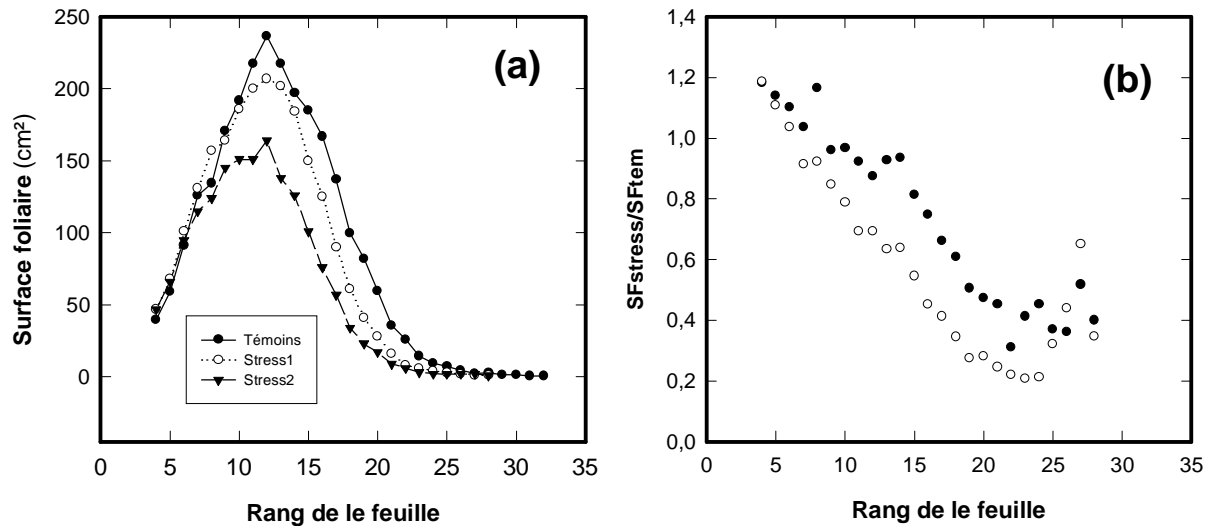 250
200
150
100
50
0
Surface foliaire (cm²)
(a)
Témoins
Stress1
Stress2
0 5 10 15 20 25 30 35
Rang de le feuille
1,4
1,2
1,0
0,8
0,6
0,4
0,2
0,0
SFstress/SFtem
(b)
0 5 10 15 20 25 30 35
Rang de le feuille